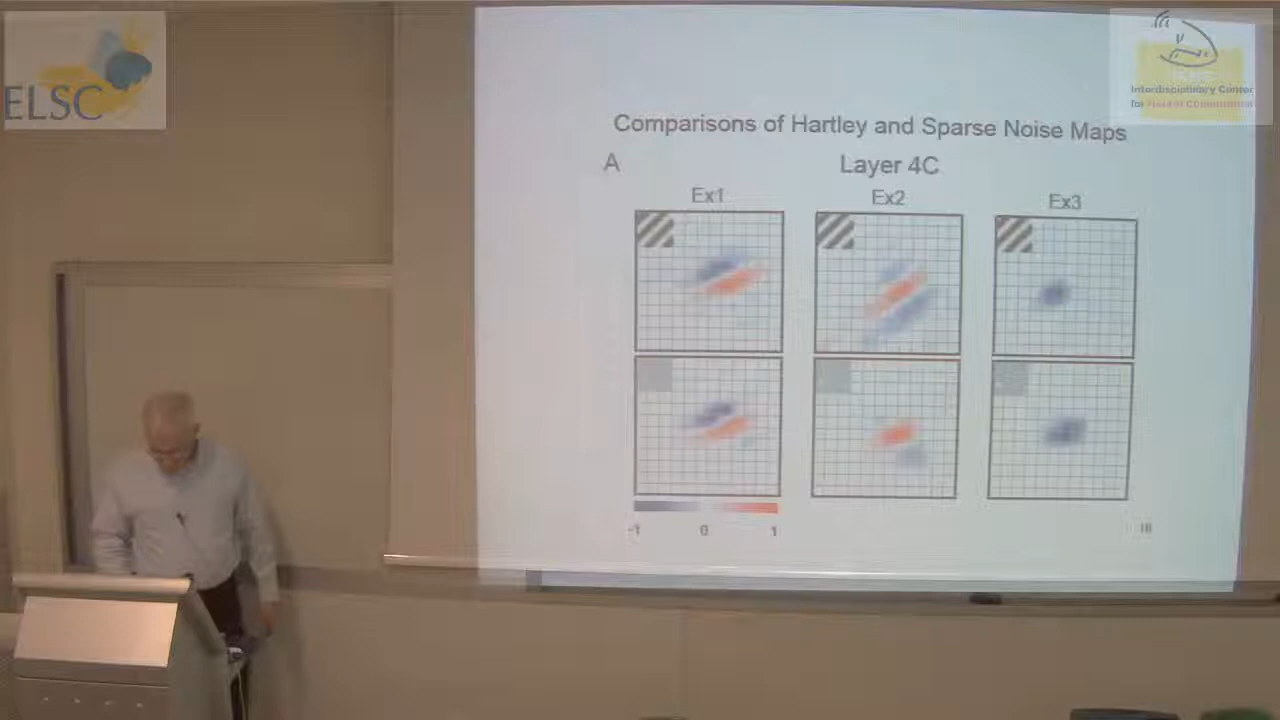 ELSC
Interdisciplinary Center
for Neural Computation
Comparisons of Hartley and Sparse Noise Maps
A
Layer 4C
Ex1
Ex2
Ex3
-1
0
1
16